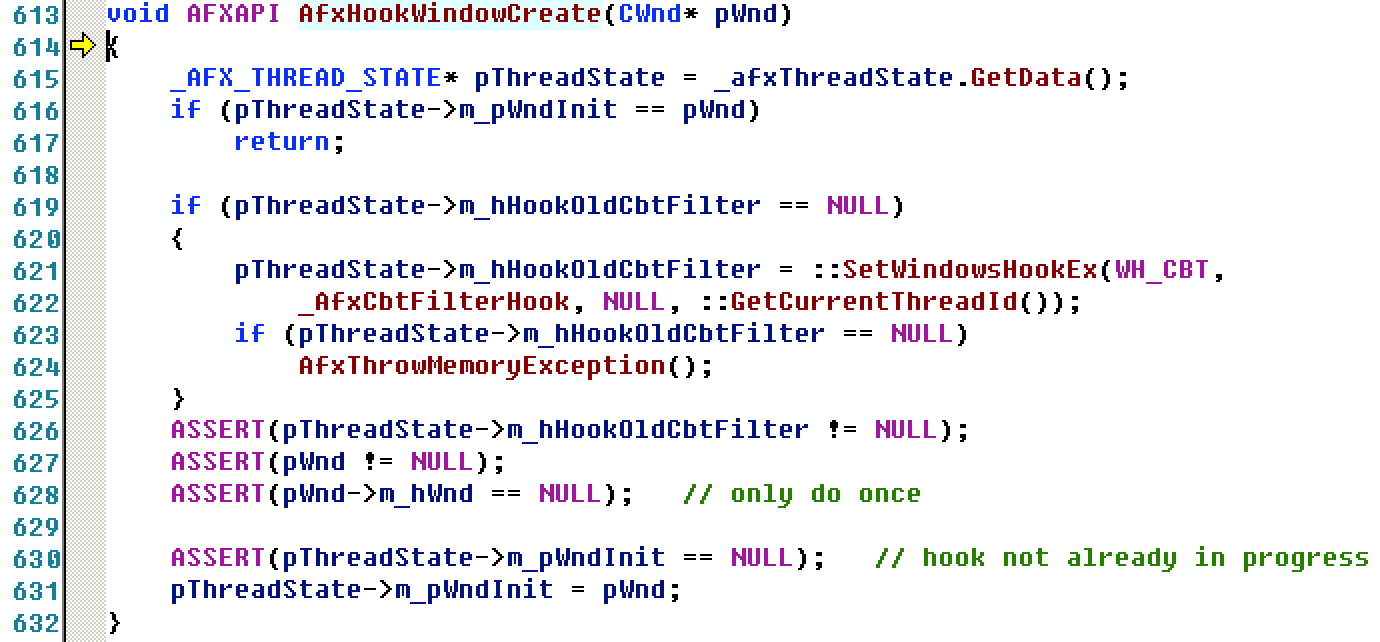 613 void AFXAPI AfxHookWindowCreate(CWnd* pWnd)
614 {
615     _AFX_THREAD_STATE* pThreadState = _afxThreadState.GetData();
616     if (pThreadState->m_pWndInit == pWnd)
617         return;
618
619     if (pThreadState->m_hHookOldCbtFilter == NULL)
620     {
621         pThreadState->m_hHookOldCbtFilter = ::SetWindowsHookEx(WH_CBT,
622             _AfxCbtFilterHook, NULL, ::GetCurrentThreadId());
623         if (pThreadState->m_hHookOldCbtFilter == NULL)
624             AfxThrowMemoryException();
625     }
626     ASSERT(pThreadState->m_hHookOldCbtFilter != NULL);
627     ASSERT(pWnd != NULL);
628     ASSERT(pWnd->m_hWnd == NULL);   // only do once
629
630     ASSERT(pThreadState->m_pWndInit == NULL);   // hook not already in progress
631     pThreadState->m_pWndInit = pWnd;
632 }